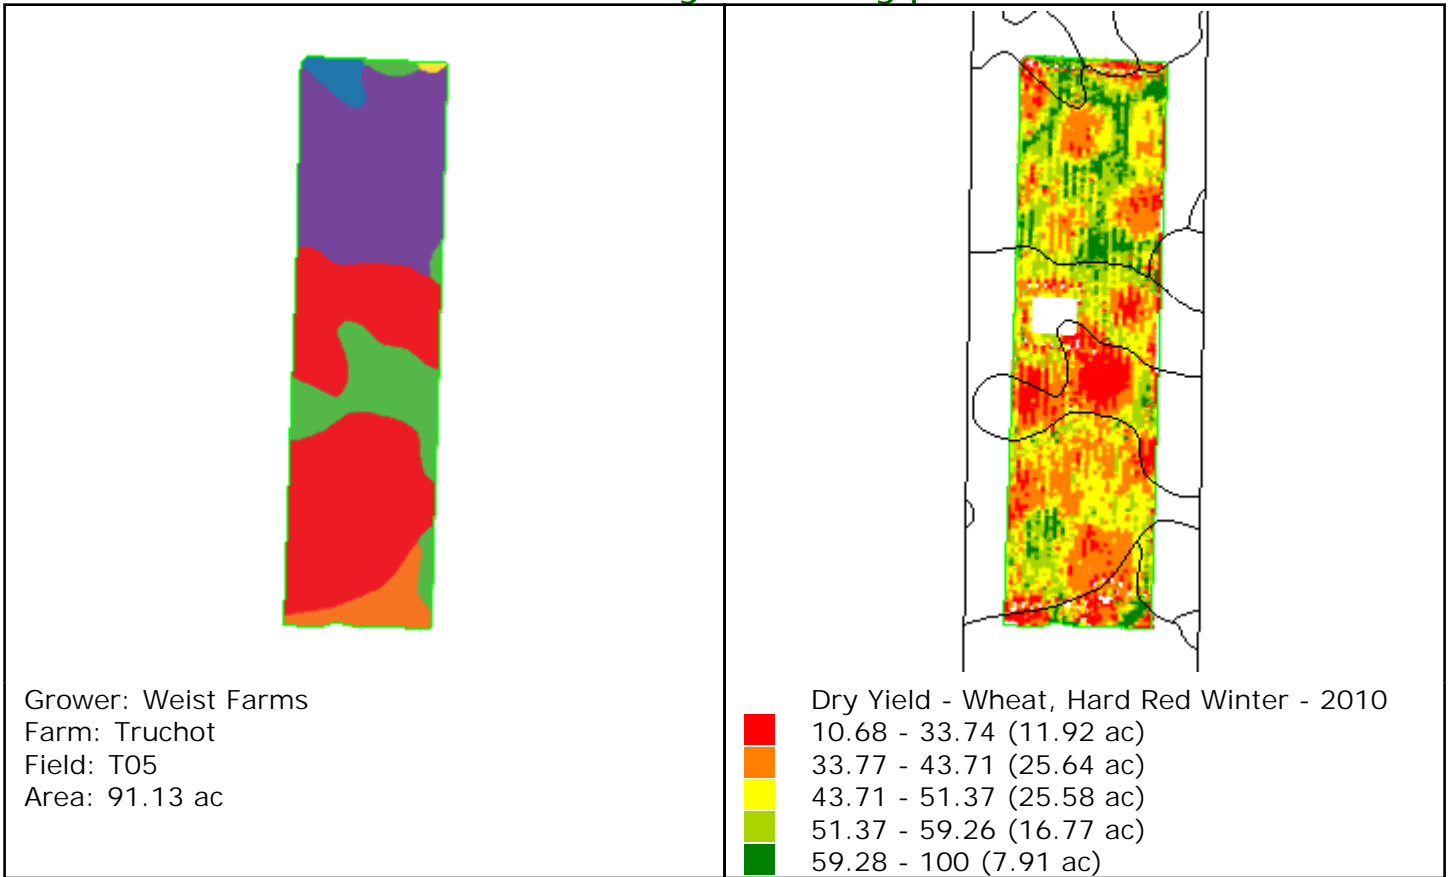 Grower: Weist Farms
Farm: Truchot
Field: T05
Area: 91.13 ac
Dry Yield - Wheat, Hard Red Winter - 2010
10.68 - 33.74 (11.92 ac)
33.77 - 43.71 (25.64 ac)
43.71 - 51.37 (25.58 ac)
51.37 - 59.26 (16.77 ac)
59.28 - 100 (7.91 ac)